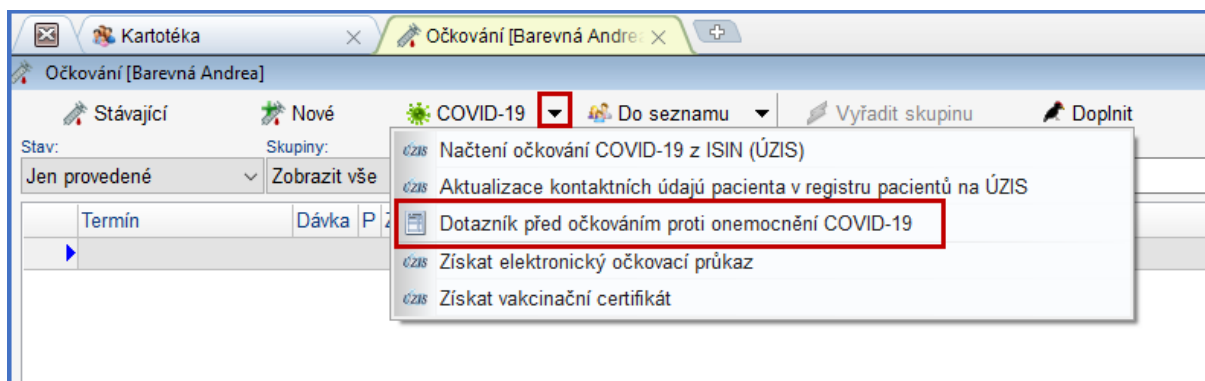 Kartotéka
Očkování [Barevná Andrea
Očkování [Barevná Andrea]
Stávající Nové COVID-19 Do seznamu Vyřadit skupinu Doplnit
Stav: Skupiny:
Jen provedené Zobrazit vše
Termín Dávka P
ÚZIS Načtení očkování COVID-19 z ISIN (ÚZIS)
ÚZIS Aktualizace kontaktních údajů pacienta v registru pacientů na ÚZIS
Dotazník před očkováním proti onemocnění COVID-19
ÚZIS Získat elektronický očkovací průkaz
ÚZIS Získat vakcinační certifikát